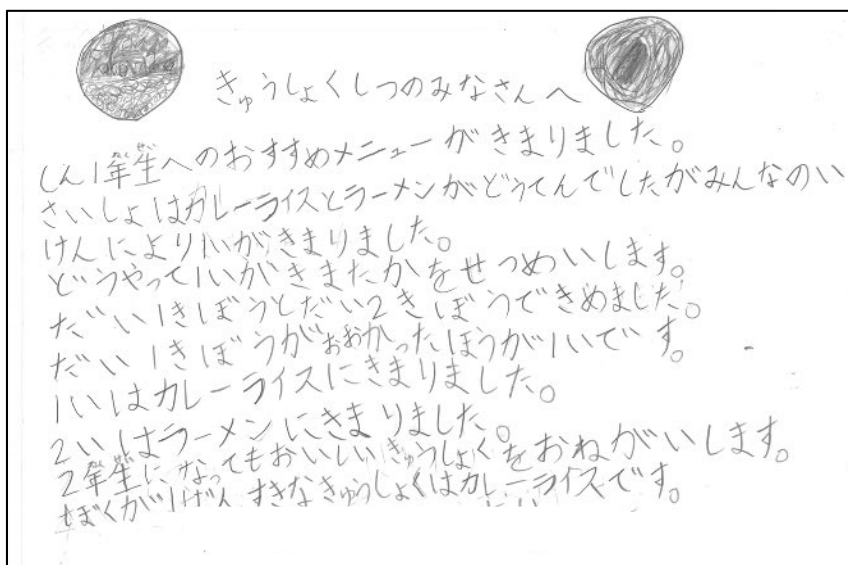 きゅうしょくしつのみなさんへ
しん1年生へのおすすめメニューがきまりました。
さいしょはカレーライスとラーメンがどうてんでしたがみんなのい
けんにより1いがきまりました。
どうやって1いがきまたかをせつめいします。
だい1きぼうとだい2きぼうできめました。
だい1きぼうがおおかったほうが1いです。
1いはカレーライスにきまりました。
2いはラーメンにきまりました。
2年生になってもおいしいきゅうしょくをおねがいします。
ぼくが1ばんすきなきゅうしょくはカレーライスです。